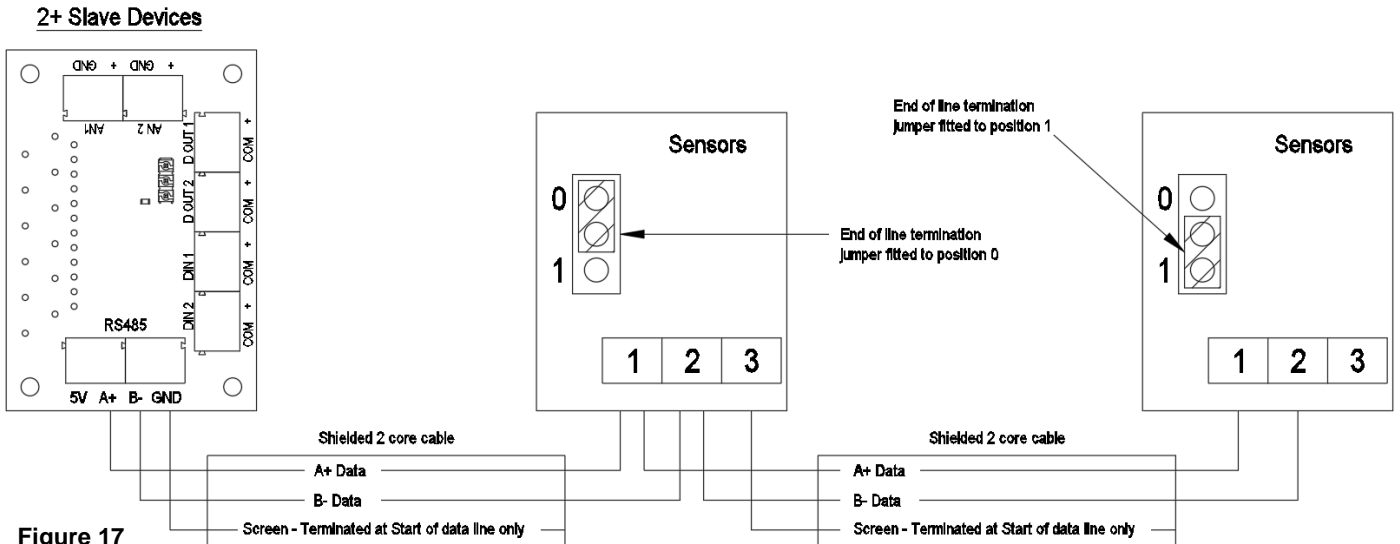 2+ Slave Devices
GND + GND +
AN1 AN 2
D OUT 1
COM +
D OUT 2
COM +
DIN 1
COM +
DIN 2
COM +
RS485
5V A+ B- GND
Sensors
0
1
End of line termination
jumper fitted to position 0
1 2 3
End of line termination
jumper fitted to position 1
Sensors
0
1
1 2 3
Shielded 2 core cable
A+ Data
B- Data
Screen - Terminated at Start of data line only
Shielded 2 core cable
A+ Data
B- Data
Screen - Terminated at Start of data line only
Figure 17